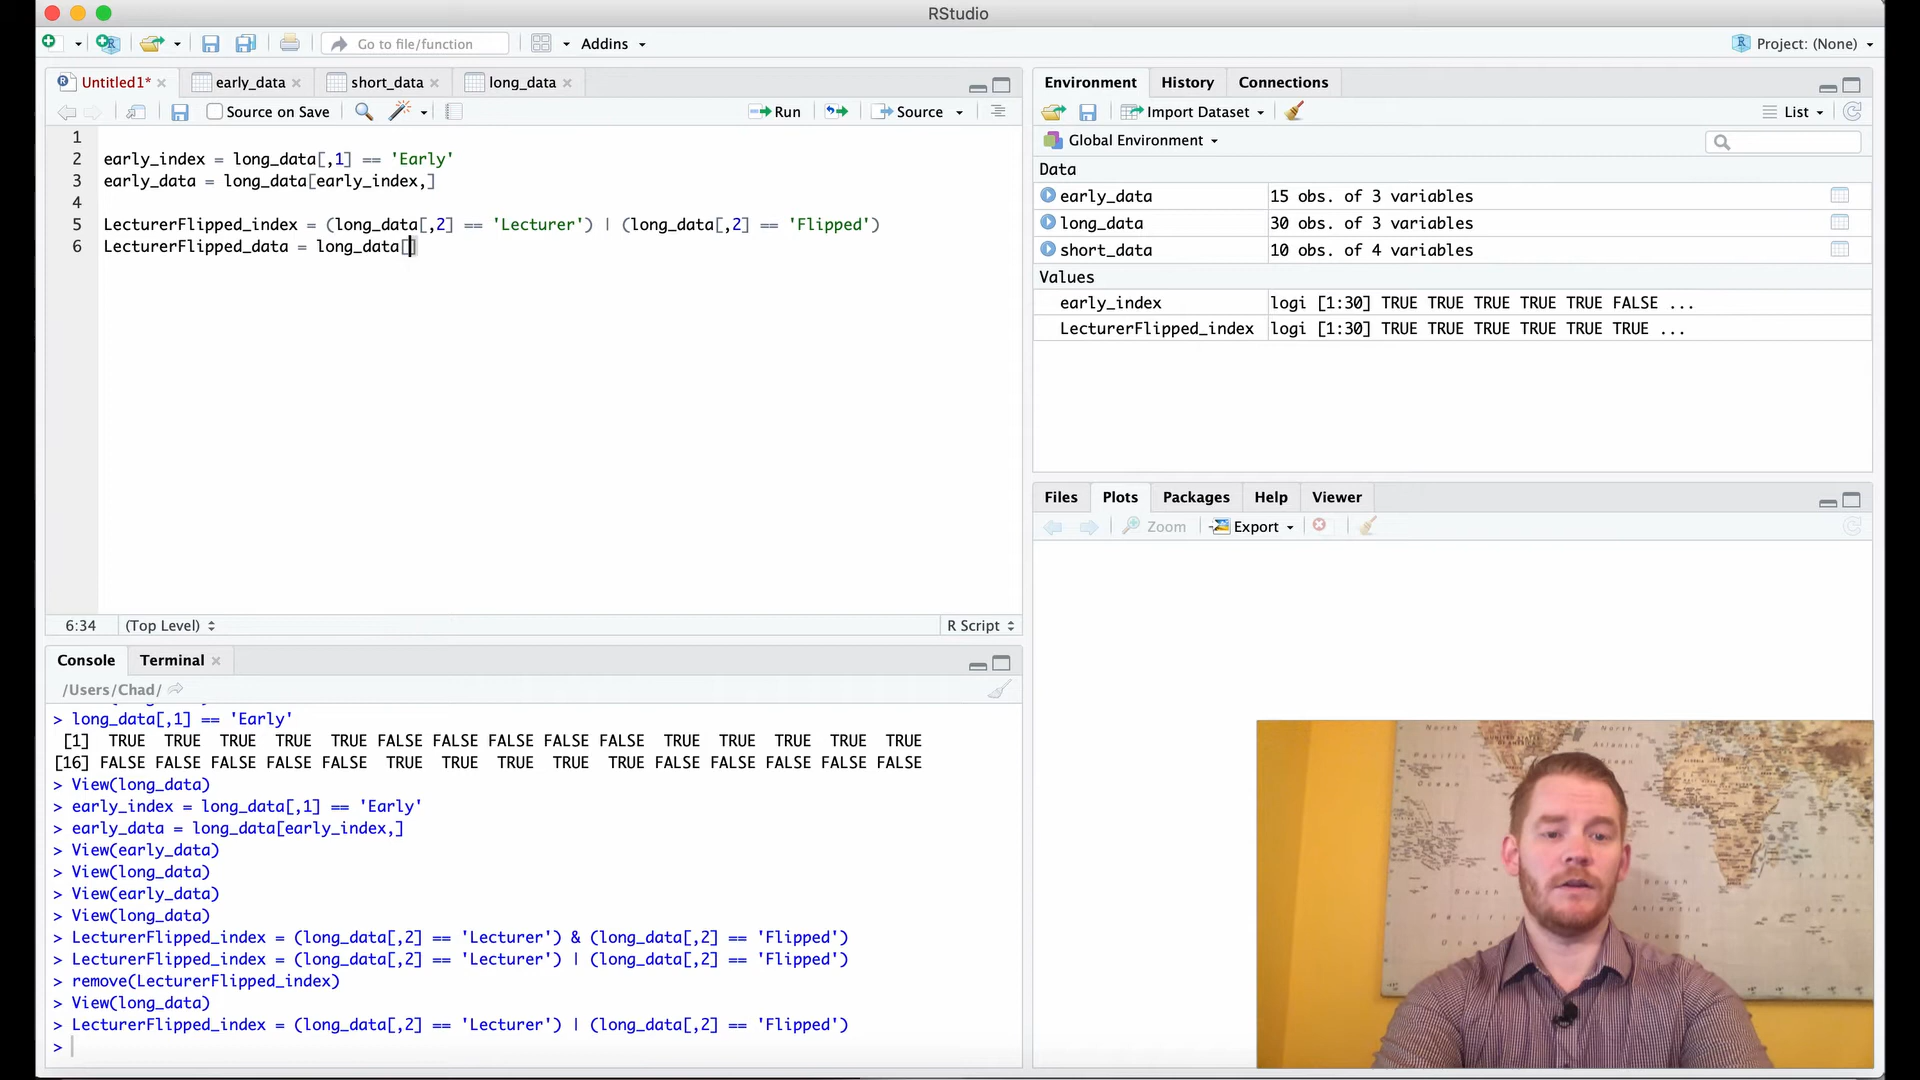 RStudio
Go to file/function
Addins
Project: (None)
Untitled1*
early_data
short_data
long_data
Source on Save
Run
Source
1
2 early_index = long_data[,1] == 'Early'
3 early_data = long_data[early_index,]
4
5 LecturerFlipped_index = (long_data[,2] == 'Lecturer') | (long_data[,2] == 'Flipped')
6 LecturerFlipped_data = long_data[]
6:34 (Top Level) R Script
Console Terminal
/Users/Chad/
> long_data[,1] == 'Early'
[1] TRUE TRUE TRUE TRUE TRUE FALSE FALSE FALSE FALSE FALSE TRUE TRUE TRUE TRUE TRUE
[16] FALSE FALSE FALSE FALSE FALSE TRUE TRUE TRUE TRUE TRUE FALSE FALSE FALSE FALSE FALSE
> View(long_data)
> early_index = long_data[,1] == 'Early'
> early_data = long_data[early_index,]
> View(early_data)
> View(long_data)
> View(early_data)
> View(long_data)
> LecturerFlipped_index = (long_data[,2] == 'Lecturer') & (long_data[,2] == 'Flipped')
> LecturerFlipped_index = (long_data[,2] == 'Lecturer') | (long_data[,2] == 'Flipped')
> remove(LecturerFlipped_index)
> View(long_data)
> LecturerFlipped_index = (long_data[,2] == 'Lecturer') | (long_data[,2] == 'Flipped')
>
Environment History Connections
Import Dataset
List
Global Environment
Data
early_data 15 obs. of 3 variables
long_data 30 obs. of 3 variables
short_data 10 obs. of 4 variables
Values
early_index logi [1:30] TRUE TRUE TRUE TRUE TRUE FALSE ...
LecturerFlipped_index logi [1:30] TRUE TRUE TRUE TRUE TRUE TRUE ...
Files Plots Packages Help Viewer
Zoom
Export